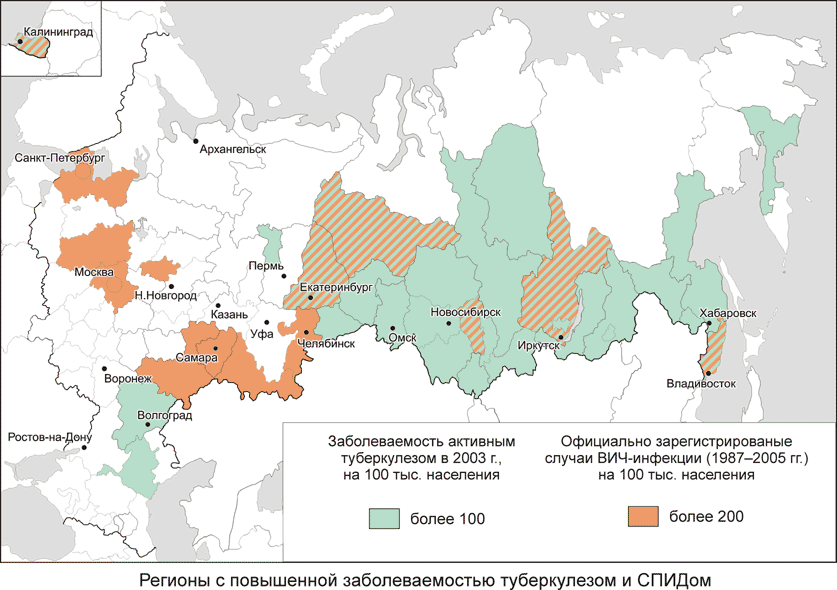 Калининград
Санкт-Петербург
Архангельск
Москва
Н.Новгород
Пермь
Екатеринбург
Казань
Уфа
Челябинск
Самара
Омск
Новосибирск
Иркутск
Хабаровск
Владивосток
Воронеж
Волгоград
Ростов-на-Дону
Заболеваемость активным
туберкулезом в 2003 г.,
на 100 тыс. населения
более 100
Официально зарегистрированые
случаи ВИЧ-инфекции (1987–2005 гг.)
на 100 тыс. населения
более 200
Регионы с повышенной заболеваемостью туберкулезом и СПИДом